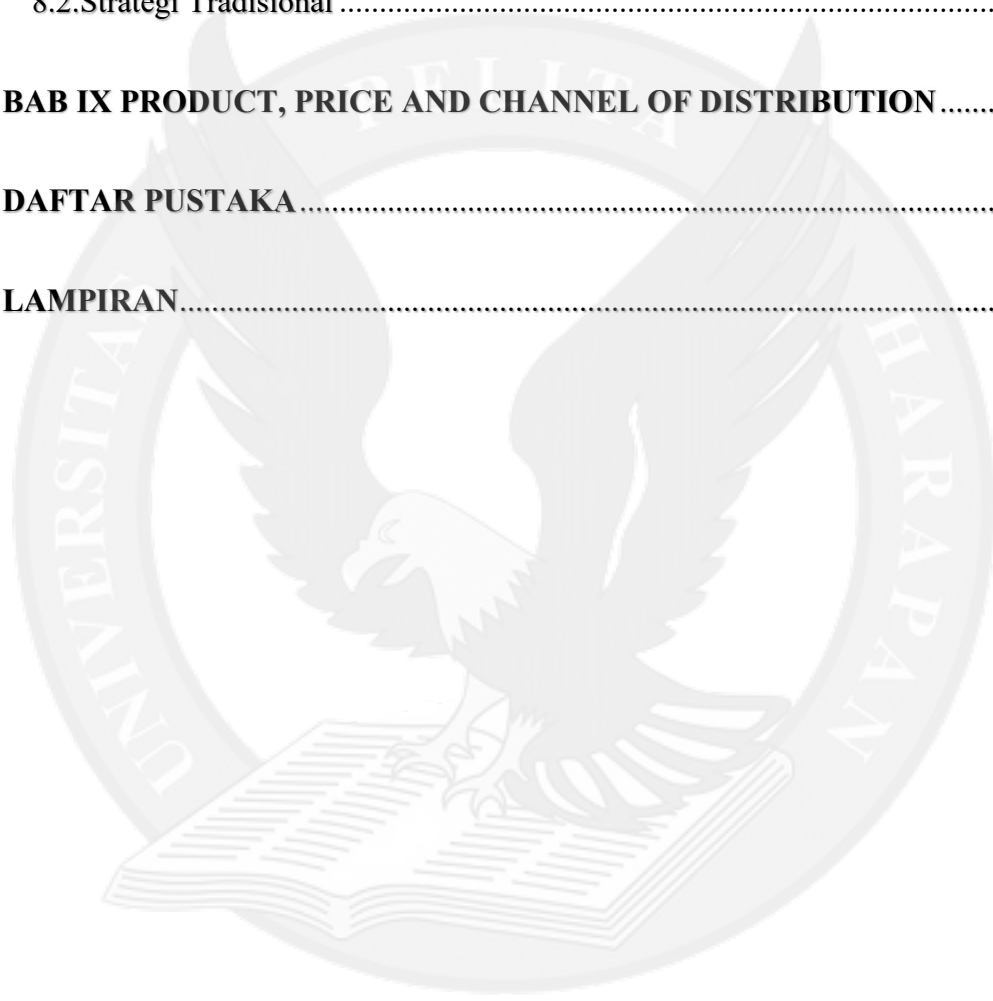 8.2.Strategi Tradisional ................................................................................
BAB IX PRODUCT, PRICE AND CHANNEL OF DISTRIBUTION .......
DAFTAR PUSTAKA ................................................................................
LAMPIRAN ................................................................................
UNIVERSITAS PELITA HARAPAN